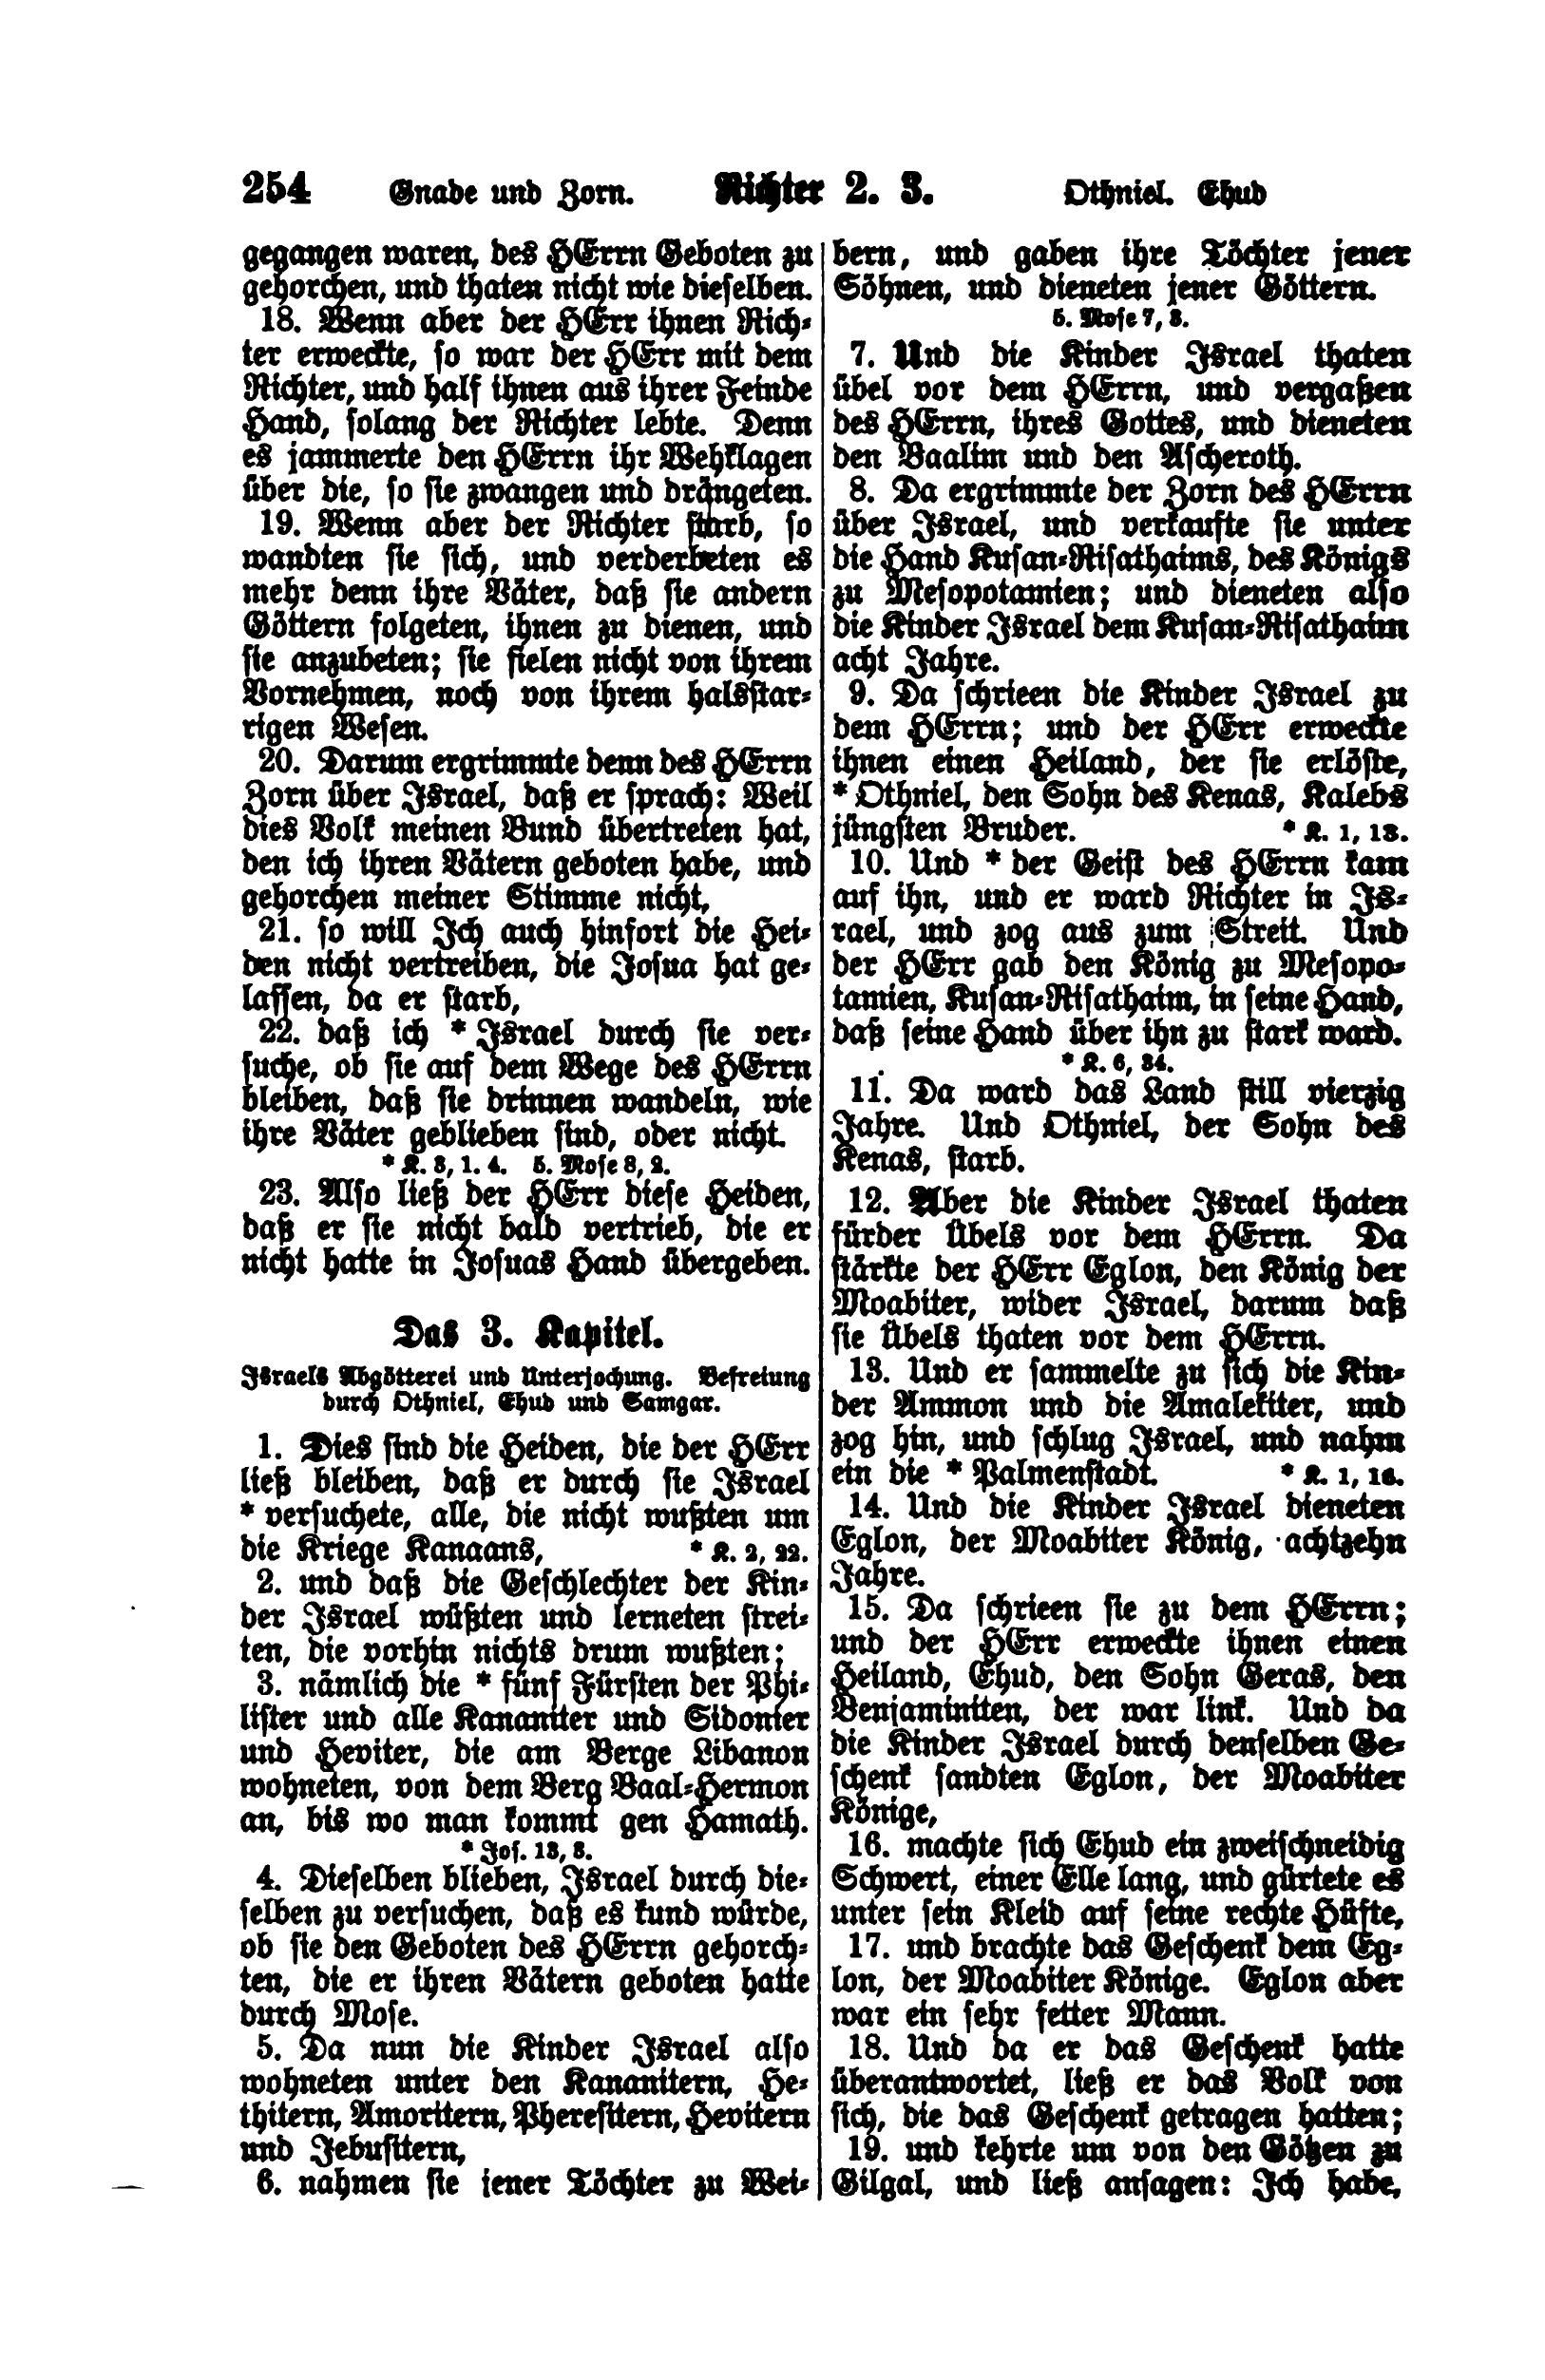 254 Gnade und Zorn. Richter 2. 3. Othniel. Ehud
gegangen waren, des HErrn Geboten zu
gehorchen, und thaten nicht wie dieselben.
18. Wenn aber der HErr ihnen Rich-
ter erweckte, so war der HErr mit dem
Richter, und half ihnen aus ihrer Feinde
Hand, solang der Richter lebte. Denn
es jammerte den HErrn ihr Wehklagen
über die, so sie zwangen und drängeten.
19. Wenn aber der Richter starb, so
wandten sie sich, und verderbeten es
mehr denn ihre Väter, daß sie andern
Göttern folgeten, ihnen zu dienen, und
sie anzubeten; sie fielen nicht von ihrem
Vornehmen, noch von ihrem halsstar-
rigen Wesen.
20. Darum ergrimmte denn des HErrn
Zorn über Israel, daß er sprach: Weil
dies Volk meinen Bund übertreten hat,
den ich ihren Vätern geboten habe, und
gehorchen meiner Stimme nicht,
21. so will Ich auch hinfort die Hei-
den nicht vertreiben, die Josua hat ge-
lassen, da er starb,
22. daß ich * Israel durch sie ver-
suche, ob sie auf dem Wege des HErrn
bleiben, daß sie drinnen wandeln, wie
ihre Väter geblieben sind, oder nicht.
* K. 3, 1. 4. 5. Mose 8, 2.
23. Also ließ der HErr diese Heiden,
daß er sie nicht bald vertrieb, die er
nicht hatte in Josuas Hand übergeben.
Das 3. Kapitel.
Israels Abgötterei und Unterjochung. Befreiung
durch Othniel, Ehud und Samgar.
1. Dies sind die Heiden, die der HErr
ließ bleiben, daß er durch sie Israel
* versuchete, alle, die nicht wußten um
die Kriege Kanaans, * K. 2, 22.
2. und daß die Geschlechter der Kin-
der Israel wüßten und lerneten strei-
ten, die vorhin nichts drum wußten;
3. nämlich die * fünf Fürsten der Phi-
lister und alle Kananiter und Sidonier
und Heviter, die am Berge Libanon
wohneten, von dem Berg Baal-Hermon
an, bis wo man kommt gen Hamath.
* Jos. 13, 3.
4. Dieselben blieben, Israel durch die-
selben zu versuchen, daß es kund würde,
ob sie den Geboten des HErrn gehorch-
ten, die er ihren Vätern geboten hatte
durch Mose.
5. Da nun die Kinder Israel also
wohneten unter den Kananitern, He-
thitern, Amoritern, Pheresitern, Hevitern
und Jebusitern,
6. nahmen sie jener Töchter zu Wei-
bern, und gaben ihre Töchter jener
Söhnen, und dieneten jener Göttern.
5. Mose 7, 3.
7. Und die Kinder Israel thaten
übel vor dem HErrn, und vergaßen
des HErrn, ihres Gottes, und dieneten
den Baalim und den Ascheroth.
8. Da ergrimmte der Zorn des HErrn
über Israel, und verkaufte sie unter
die Hand Kusan-Risathaims, des Königs
zu Mesopotamien; und dieneten also
die Kinder Israel dem Kusan-Risathaim
acht Jahre.
9. Da schrieen die Kinder Israel zu
dem HErrn; und der HErr erweckte
ihnen einen Heiland, der sie erlöste,
* Othniel, den Sohn des Kenas, Kalebs
jüngsten Bruder. * K. 1, 13.
10. Und * der Geist des HErrn kam
auf ihn, und er ward Richter in Is-
rael, und zog aus zum Streit. Und
der HErr gab den König zu Mesopo-
tamien, Kusan-Risathaim, in seine Hand,
daß seine Hand über ihn zu stark ward.
* K. 6, 34.
11. Da ward das Land still vierzig
Jahre. Und Othniel, der Sohn des
Kenas, starb.
12. Aber die Kinder Israel thaten
fürder Übels vor dem HErrn. Da
stärkte der HErr Eglon, den König der
Moabiter, wider Israel, darum daß
sie Übels thaten vor dem HErrn.
13. Und er sammelte zu sich die Kin-
der Ammon und die Amalekiter, und
zog hin, und schlug Israel, und nahm
ein die * Palmenstadt. * K. 1, 16.
14. Und die Kinder Israel dieneten
Eglon, der Moabiter König, achtzehn
Jahre.
15. Da schrieen sie zu dem HErrn;
und der HErr erweckte ihnen einen
Heiland, Ehud, den Sohn Geras, den
Benjaminiten, der war link. Und da
die Kinder Israel durch denselben Ge-
schenk sandten Eglon, der Moabiter
Könige,
16. machte sich Ehud ein zweischneidig
Schwert, einer Elle lang, und gürtete es
unter sein Kleid auf seine rechte Hüfte,
17. und brachte das Geschenk dem Eg-
lon, der Moabiter Könige. Eglon aber
war ein sehr fetter Mann.
18. Und da er das Geschenk hatte
überantwortet, ließ er das Volk von
sich, die das Geschenk getragen hatten;
19. und kehrte um von den Götzen zu
Gilgal, und ließ ansagen: Ich habe,